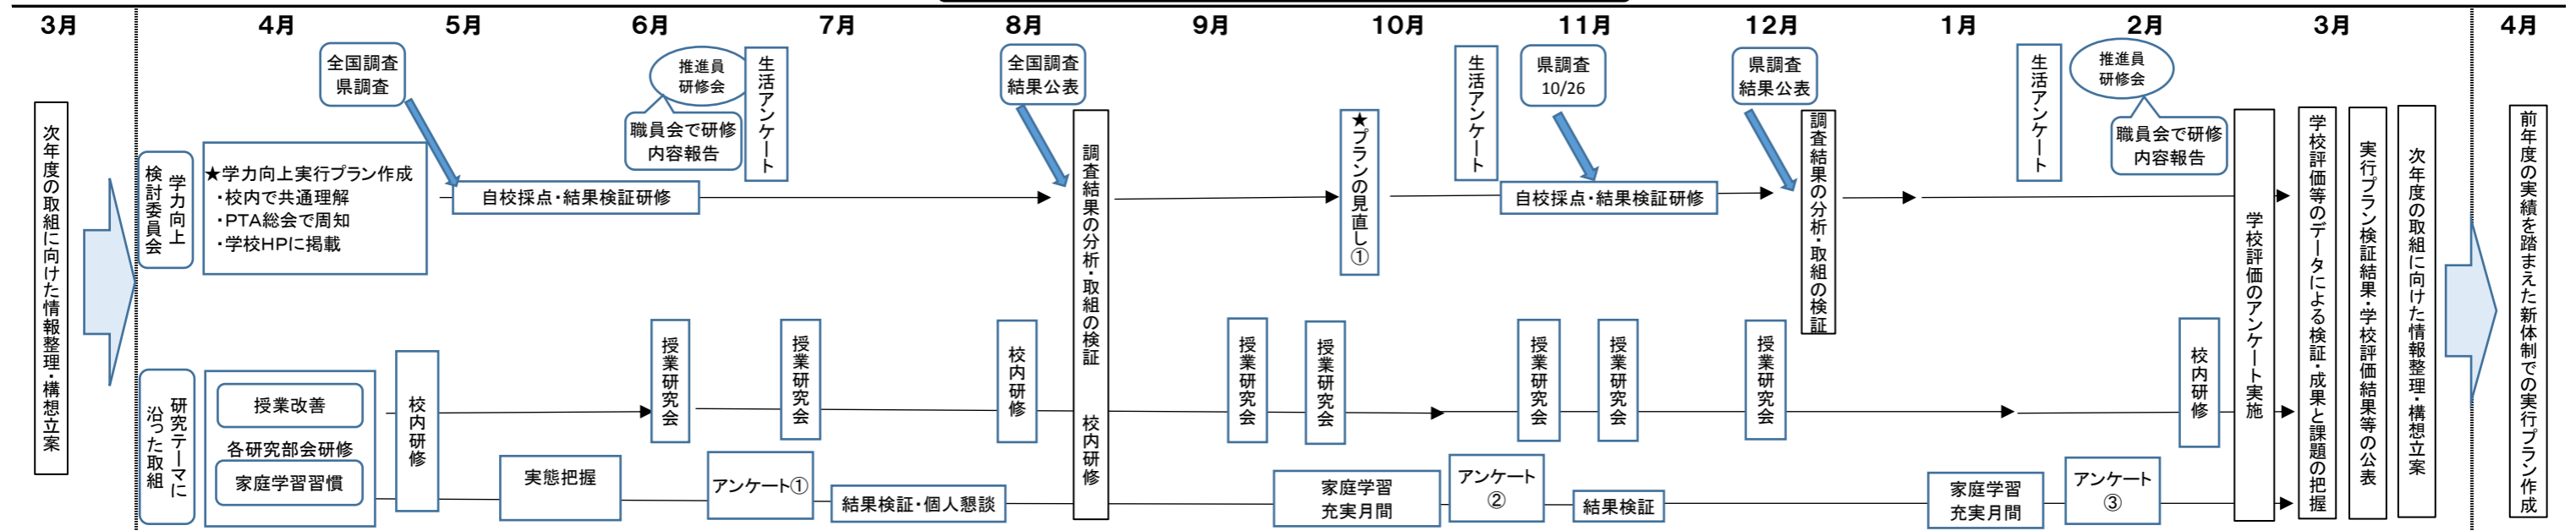 3月
4月
5月
6月
7月
8月
9月
10月
11月
12月
1月
2月
3月
4月
次年度の取組に向けた情報整理・構想立案
学力向上
検討委員会
★学力向上実行プラン作成
・校内で共通理解
・PTA総会で周知
・学校HPに掲載
全国調査
県調査
自校採点・結果検証研修
推進員
研修会
職員会で研修
内容報告
生活アンケート
全国調査
結果公表
調査結果の分析・取組の検証 校内研修
★プランの見直し①
生活アンケート
県調査
10/26
自校採点・結果検証研修
県調査
結果公表
調査結果の分析・取組の検証
生活アンケート
推進員
研修会
職員会で研修
内容報告
研究テーマに
沿った取組
授業改善
各研究部会研修
家庭学習習慣
校内研修
実態把握
授業研究会
アンケート①
授業研究会
結果検証・個人懇談
校内研修
授業研究会
授業研究会
家庭学習
充実月間
アンケート
②
授業研究会
結果検証
授業研究会
授業研究会
家庭学習
充実月間
アンケート
③
校内研修
学校評価のアンケート実施
学校評価等のデータによる検証・成果と課題の把握
実行プラン検証結果・学校評価結果等の公表
次年度の取組に向けた情報整理・構想立案
前年度の実績を踏まえた新体制での実行プラン作成